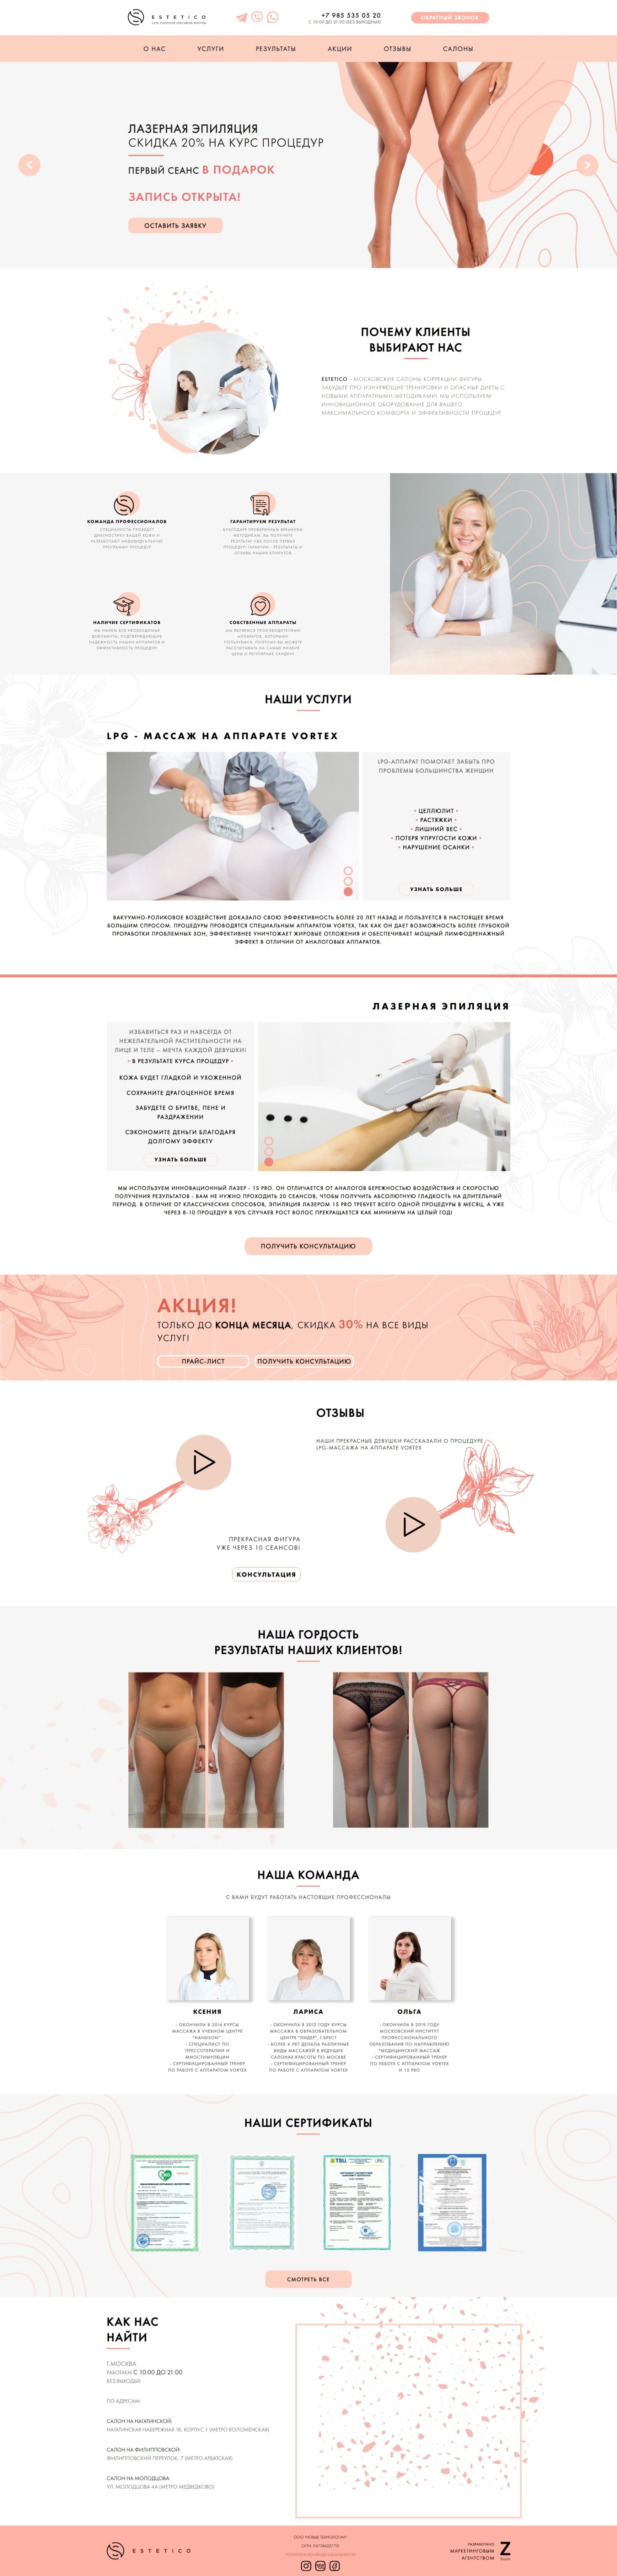 ESTETICO
СЕТЬ САЛОНОВ КРАСИВОЙ ФИГУРЫ
+7 985 535 05 20
С 10:00 ДО 21:00 (БЕЗ ВЫХОДНЫХ)
ОБРАТНЫЙ ЗВОНОК
О НАС
УСЛУГИ
РЕЗУЛЬТАТЫ
АКЦИИ
ОТЗЫВЫ
САЛОНЫ
ЛАЗЕРНАЯ ЭПИЛЯЦИЯ
СКИДКА 20% НА КУРС ПРОЦЕДУР
ПЕРВЫЙ СЕАНС В ПОДАРОК
ЗАПИСЬ ОТКРЫТА!
ОСТАВИТЬ ЗАЯВКУ
ПОЧЕМУ КЛИЕНТЫ
ВЫБИРАЮТ НАС
ESTETICO - МОСКОВСКИЕ САЛОНЫ КОРРЕКЦИИ ФИГУРЫ.
ЗАБУДЬТЕ ПРО ИЗНУРЯЮЩИЕ ТРЕНИРОВКИ И ОПАСНЫЕ ДИЕТЫ С
НОВЫМИ АППАРАТНЫМИ МЕТОДИКАМИ! МЫ ИСПОЛЬЗУЕМ
ИННОВАЦИОННОЕ ОБОРУДОВАНИЕ ДЛЯ ВАШЕГО
МАКСИМАЛЬНОГО КОМФОРТА И ЭФФЕКТИВНОСТИ ПРОЦЕДУР.
КОМАНДА ПРОФЕССИОНАЛОВ
СПЕЦИАЛИСТЫ ПРОВЕДУТ
ДИАГНОСТИКУ ВАШЕЙ КОЖИ И
РАЗРАБОТАЮТ ИНДИВИДУАЛЬНУЮ
ПРОГРАММУ ПРОЦЕДУР.
ГАРАНТИРУЕМ РЕЗУЛЬТАТ
БЛАГОДАРЯ ПРОВЕРЕННЫМ ВРЕМЕНЕМ
МЕТОДИКАМ, ВЫ ПОЛУЧИТЕ
РЕЗУЛЬТАТ УЖЕ ПОСЛЕ ПЕРВЫХ
ПРОЦЕДУР! ГАРАНТИИ - РЕЗУЛЬТАТЫ И
ОТЗЫВЫ НАШИХ КЛИЕНТОВ
НАЛИЧИЕ СЕРТИФИКАТОВ
МЫ ИМЕЕМ ВСЕ НЕОБХОДИМЫЕ
ДОКУМЕНТЫ, ПОДТВЕРЖДАЮЩИЕ
НАДЕЖНОСТЬ НАШИХ АППАРАТОВ И
ЭФФЕКТИВНОСТЬ ПРОЦЕДУР!
СОБСТВЕННЫЕ АППАРАТЫ
МЫ ЯВЛЯЕМСЯ ПРОИЗВОДИТЕЛЯМИ
АППАРАТОВ, КОТОРЫМИ
ПОЛЬЗУЕМСЯ, ПОЭТОМУ ВЫ МОЖЕТЕ
РАССЧИТЫВАТЬ НА САМЫЕ НИЗКИЕ
ЦЕНЫ И РЕГУЛЯРНЫЕ СКИДКИ!
НАШИ УСЛУГИ
LPG - МАССАЖ НА АППАРАТЕ VORTEX
VORTEX
LPG-АППАРАТ ПОМОГАЕТ ЗАБЫТЬ ПРО
ПРОБЛЕМЫ БОЛЬШИНСТВА ЖЕНЩИН
• ЦЕЛЛЮЛИТ •
• РАСТЯЖКИ •
• ЛИШНИЙ ВЕС •
• ПОТЕРЯ УПРУГОСТИ КОЖИ •
• НАРУШЕНИЕ ОСАНКИ •
УЗНАТЬ БОЛЬШЕ
ВАКУУМНО-РОЛИКОВОЕ ВОЗДЕЙСТВИЕ ДОКАЗАЛО СВОЮ ЭФФЕКТИВНОСТЬ БОЛЕЕ 20 ЛЕТ НАЗАД И ПОЛЬЗУЕТСЯ В НАСТОЯЩЕЕ ВРЕМЯ
БОЛЬШИМ СПРОСОМ. ПРОЦЕДУРЫ ПРОВОДЯТСЯ СПЕЦИАЛЬНЫМ АППАРАТОМ VORTEX, ТАК КАК ОН ДАЕТ ВОЗМОЖНОСТЬ БОЛЕЕ ГЛУБОКОЙ
ПРОРАБОТКИ ПРОБЛЕМНЫХ ЗОН, ЭФФЕКТИВНЕЕ УНИЧТОЖАЕТ ЖИРОВЫЕ ОТЛОЖЕНИЯ И ОБЕСПЕЧИВАЕТ МОЩНЫЙ ЛИМФОДРЕНАЖНЫЙ
ЭФФЕКТ В ОТЛИЧИИ ОТ АНАЛОГОВЫХ АППАРАТОВ.
ЛАЗЕРНАЯ ЭПИЛЯЦИЯ
ИЗБАВИТЬСЯ РАЗ И НАВСЕГДА ОТ
НЕЖЕЛАТЕЛЬНОЙ РАСТИТЕЛЬНОСТИ НА
ЛИЦЕ И ТЕЛЕ – МЕЧТА КАЖДОЙ ДЕВУШКИ!
• В РЕЗУЛЬТАТЕ КУРСА ПРОЦЕДУР •
КОЖА БУДЕТ ГЛАДКОЙ И УХОЖЕННОЙ
СОХРАНИТЕ ДРАГОЦЕННОЕ ВРЕМЯ
ЗАБУДЕТЕ О БРИТВЕ, ПЕНЕ И
РАЗДРАЖЕНИИ
СЭКОНОМИТЕ ДЕНЬГИ БЛАГОДАРЯ
ДОЛГОМУ ЭФФЕКТУ
УЗНАТЬ БОЛЬШЕ
МЫ ИСПОЛЬЗУЕМ ИННОВАЦИОННЫЙ ЛАЗЕР - 1S PRO. ОН ОТЛИЧАЕТСЯ ОТ АНАЛОГОВ БЕРЕЖНОСТЬЮ ВОЗДЕЙСТВИЯ И СКОРОСТЬЮ
ПОЛУЧЕНИЯ РЕЗУЛЬТАТОВ - ВАМ НЕ НУЖНО ПРОХОДИТЬ 20 СЕАНСОВ, ЧТОБЫ ПОЛУЧИТЬ АБСОЛЮТНУЮ ГЛАДКОСТЬ НА ДЛИТЕЛЬНЫЙ
ПЕРИОД. В ОТЛИЧИЕ ОТ КЛАССИЧЕСКИХ СПОСОБОВ, ЭПИЛЯЦИЯ ЛАЗЕРОМ 1S PRO ТРЕБУЕТ ВСЕГО ОДНОЙ ПРОЦЕДУРЫ В МЕСЯЦ, А УЖЕ
ЧЕРЕЗ 8-10 ПРОЦЕДУР В 90% СЛУЧАЕВ РОСТ ВОЛОС ПРЕКРАЩАЕТСЯ КАК МИНИМУМ НА ЦЕЛЫЙ ГОД!
ПОЛУЧИТЬ КОНСУЛЬТАЦИЮ
АКЦИЯ!
ТОЛЬКО ДО КОНЦА МЕСЯЦА, СКИДКА 30% НА ВСЕ ВИДЫ
УСЛУГ!
ПРАЙС-ЛИСТ
ПОЛУЧИТЬ КОНСУЛЬТАЦИЮ
ОТЗЫВЫ
НАШИ ПРЕКРАСНЫЕ ДЕВУШКИ РАССКАЗАЛИ О ПРОЦЕДУРЕ
LPG-МАССАЖА НА АППАРАТЕ VORTEX
ПРЕКРАСНАЯ ФИГУРА
УЖЕ ЧЕРЕЗ 10 СЕАНСОВ!
КОНСУЛЬТАЦИЯ
НАША ГОРДОСТЬ
РЕЗУЛЬТАТЫ НАШИХ КЛИЕНТОВ!
НАША КОМАНДА
С ВАМИ БУДУТ РАБОТАТЬ НАСТОЯЩИЕ ПРОФЕССИОНАЛЫ
КСЕНИЯ
- ОКОНЧИЛА В 2014 КУРСЫ
МАССАЖА В УЧЕБНОМ ЦЕНТРЕ
"HANDSON"
- СПЕЦИАЛИСТ ПО
ПРЕССОТЕРАПИИ И
МИОСТИМУЛЯЦИИ
- СЕРТИФИЦИРОВАННЫЙ ТРЕНЕР
ПО РАБОТЕ С АППАРАТОМ VORTEX
ЛАРИСА
- ОКОНЧИЛА В 2012 ГОДУ КУРСЫ
МАССАЖА В ОБРАЗОВАТЕЛЬНОМ
ЦЕНТРЕ "ЛИДЕР", Г.БРЕСТ
- БОЛЕЕ 6 ЛЕТ ДЕЛАЛА РАЗЛИЧНЫЕ
ВИДЫ МАССАЖЕЙ В ВЕДУЩИХ
САЛОНАХ КРАСОТЫ ПО МОСКВЕ
- СЕРТИФИЦИРОВАННЫЙ ТРЕНЕР
ПО РАБОТЕ С АППАРАТОМ VORTEX
ОЛЬГА
- ОКОНЧИЛА В 2019 ГОДУ
МОСКОВСКИЙ ИНСТИТУТ
ПРОФЕССИОНАЛЬНОГО
ОБРАЗОВАНИЯ ПО НАПРАВЛЕНИЮ
"МЕДИЦИНСКИЙ МАССАЖ
- СЕРТИФИЦИРОВАННЫЙ ТРЕНЕР
ПО РАБОТЕ С АППАРАТОМ VORTEX
И 1S PRO
НАШИ СЕРТИФИКАТЫ
TSU
СМОТРЕТЬ ВСЕ
КАК НАС
НАЙТИ
Г.МОСКВА
РАБОТАЕМ С 10:00 ДО 21:00
БЕЗ ВЫХОДНЫХ
ПО АДРЕСАМ:
САЛОН НА НАГАТИНСКОЙ:
НАГАТИНСКАЯ НАБЕРЕЖНАЯ 18, КОРПУС 1 (МЕТРО КОЛОМЕНСКАЯ)
САЛОН НА ФИЛИППОВСКОЙ:
ФИЛИППОВСКИЙ ПЕРЕУЛОК, 7 (МЕТРО АРБАТСКАЯ)
САЛОН НА МОЛОДЦОВА:
УЛ. МОЛОДЦОВА 4А (МЕТРО МЕДВЕДКОВО)
ESTETICO
ООО "НОВЫЕ ТЕХНОЛОГИИ"
РАЗРАБОТАНО
МАРКЕТИНГОВЫМ
АГЕНТСТВОМ
Z